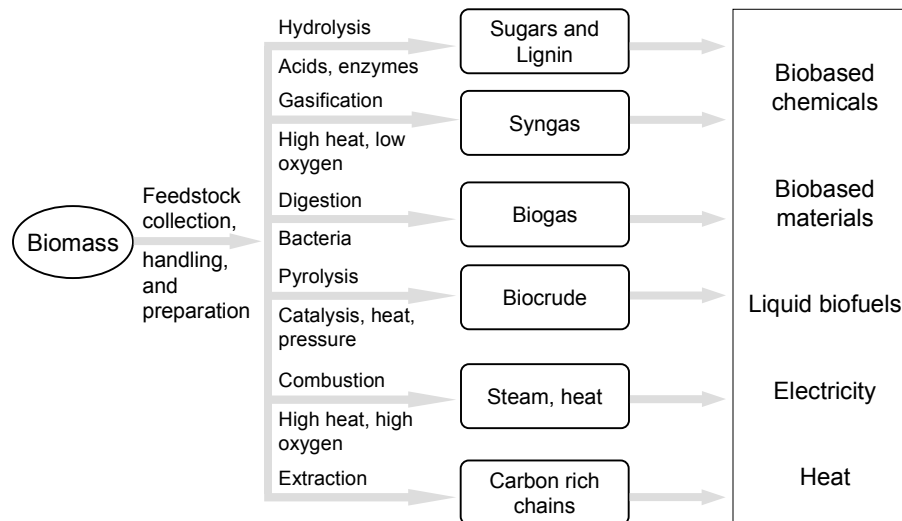 Biomass
Feedstock
collection,
handling,
and
preparation
Hydrolysis
Acids, enzymes
Sugars and
Lignin
Gasification
High heat, low
oxygen
Syngas
Digestion
Bacteria
Biogas
Pyrolysis
Catalysis, heat,
pressure
Biocrude
Combustion
High heat, high
oxygen
Steam, heat
Extraction
Carbon rich
chains
Biobased
chemicals
Biobased
materials
Liquid biofuels
Electricity
Heat